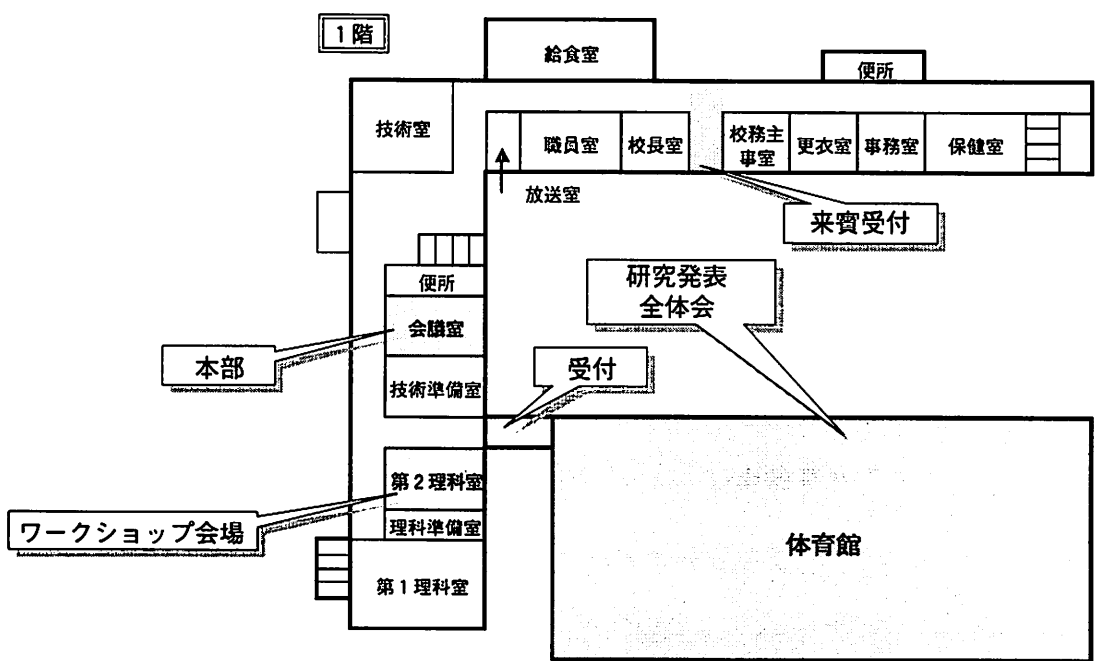 1階
給食室
便所
技術室
職員室
校長室
校務主
事室
更衣室
事務室
保健室
放送室
来賓受付
便所
研究発表
全体会
会議室
本部
受付
技術準備室
第2理科室
ワークショップ会場
理科準備室
体育館
第1理科室